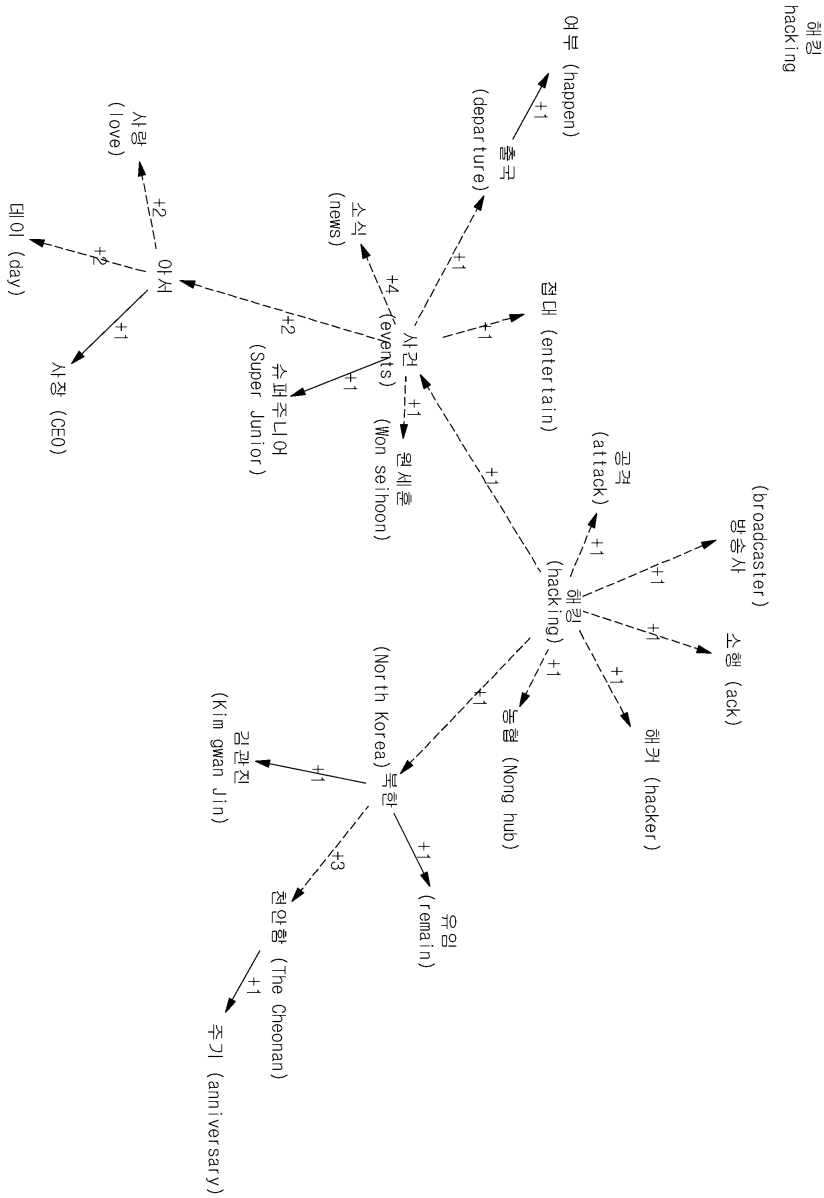 해킹
hacking
(broadcaster)
방송사
소행 (ack)
+1
+1
해커 (hacker)
공격
(attack)
+1
+1
해킹
(hacking)
여부 (happen)
+1
접대 (entertain)
+1
농협 (Nong hub)
출국
(departure)
+1
+1
+1
+1
유임
(remain)
+1
+1
사건
(events)
원세훈
(Won seihoon)
북한
(North Korea)
+4
소식
(news)
+1
+3
+1
+2
슈퍼주니어
(Super Junior)
천안함 (The Cheonan)
+1
김관진
(Kim gwan Jin)
주기 (anniversary)
아서
+2
사랑
(love)
+1
+2
사장 (CEO)
데이 (day)